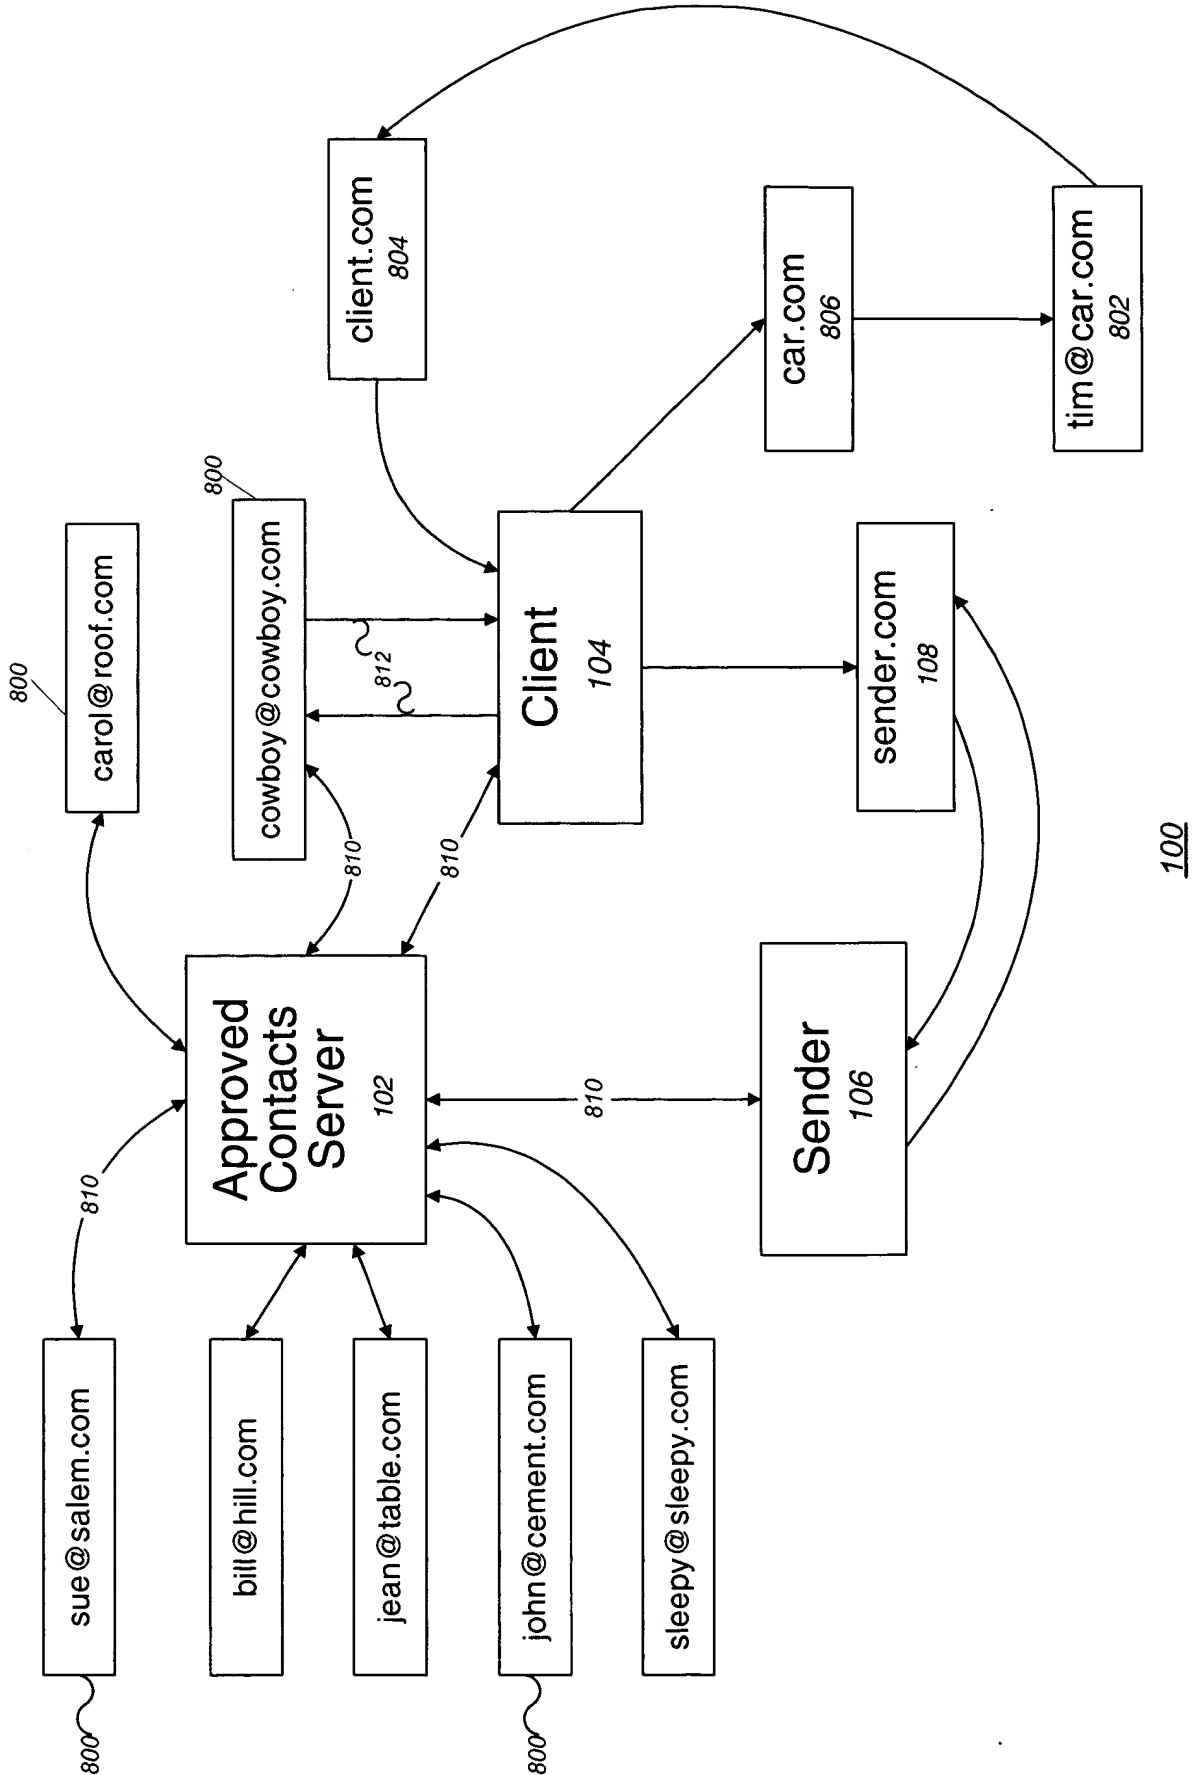 800
800
sue@salem.com
810
carol@roof.com
800
bill@hill.com
Approved
Contacts
Server
102
cowboy@cowboy.com
810
812
client.com
804
jean@table.com
810
800
john@cement.com
Client
104
sleepy@sleepy.com
810
car.com
806
Sender
106
sender.com
108
tim@car.com
802
100